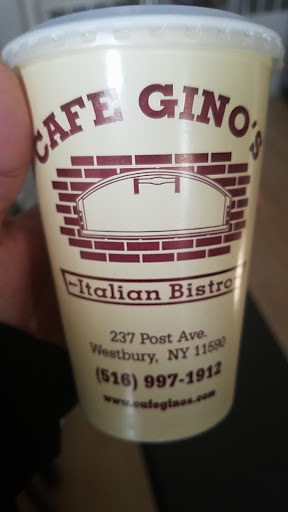 CAFE GINO'S
Italian Bistro
237 Post Ave.
Westbury, NY 11590
(516) 997-1912
www.cafeginos.com